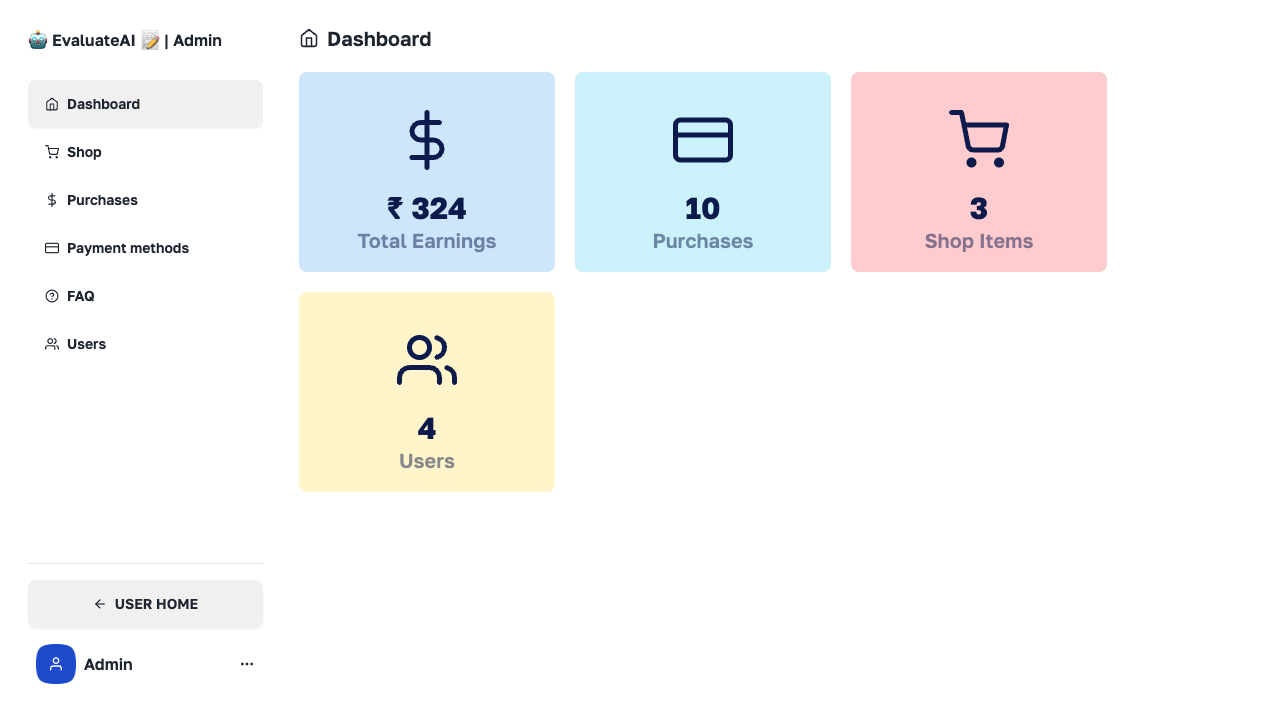 🤖 EvaluateAI 📝 | Admin
Dashboard
Shop
Purchases
Payment methods
FAQ
Users
← USER HOME
Admin
Dashboard
₹ 324
Total Earnings
10
Purchases
3
Shop Items
4
Users